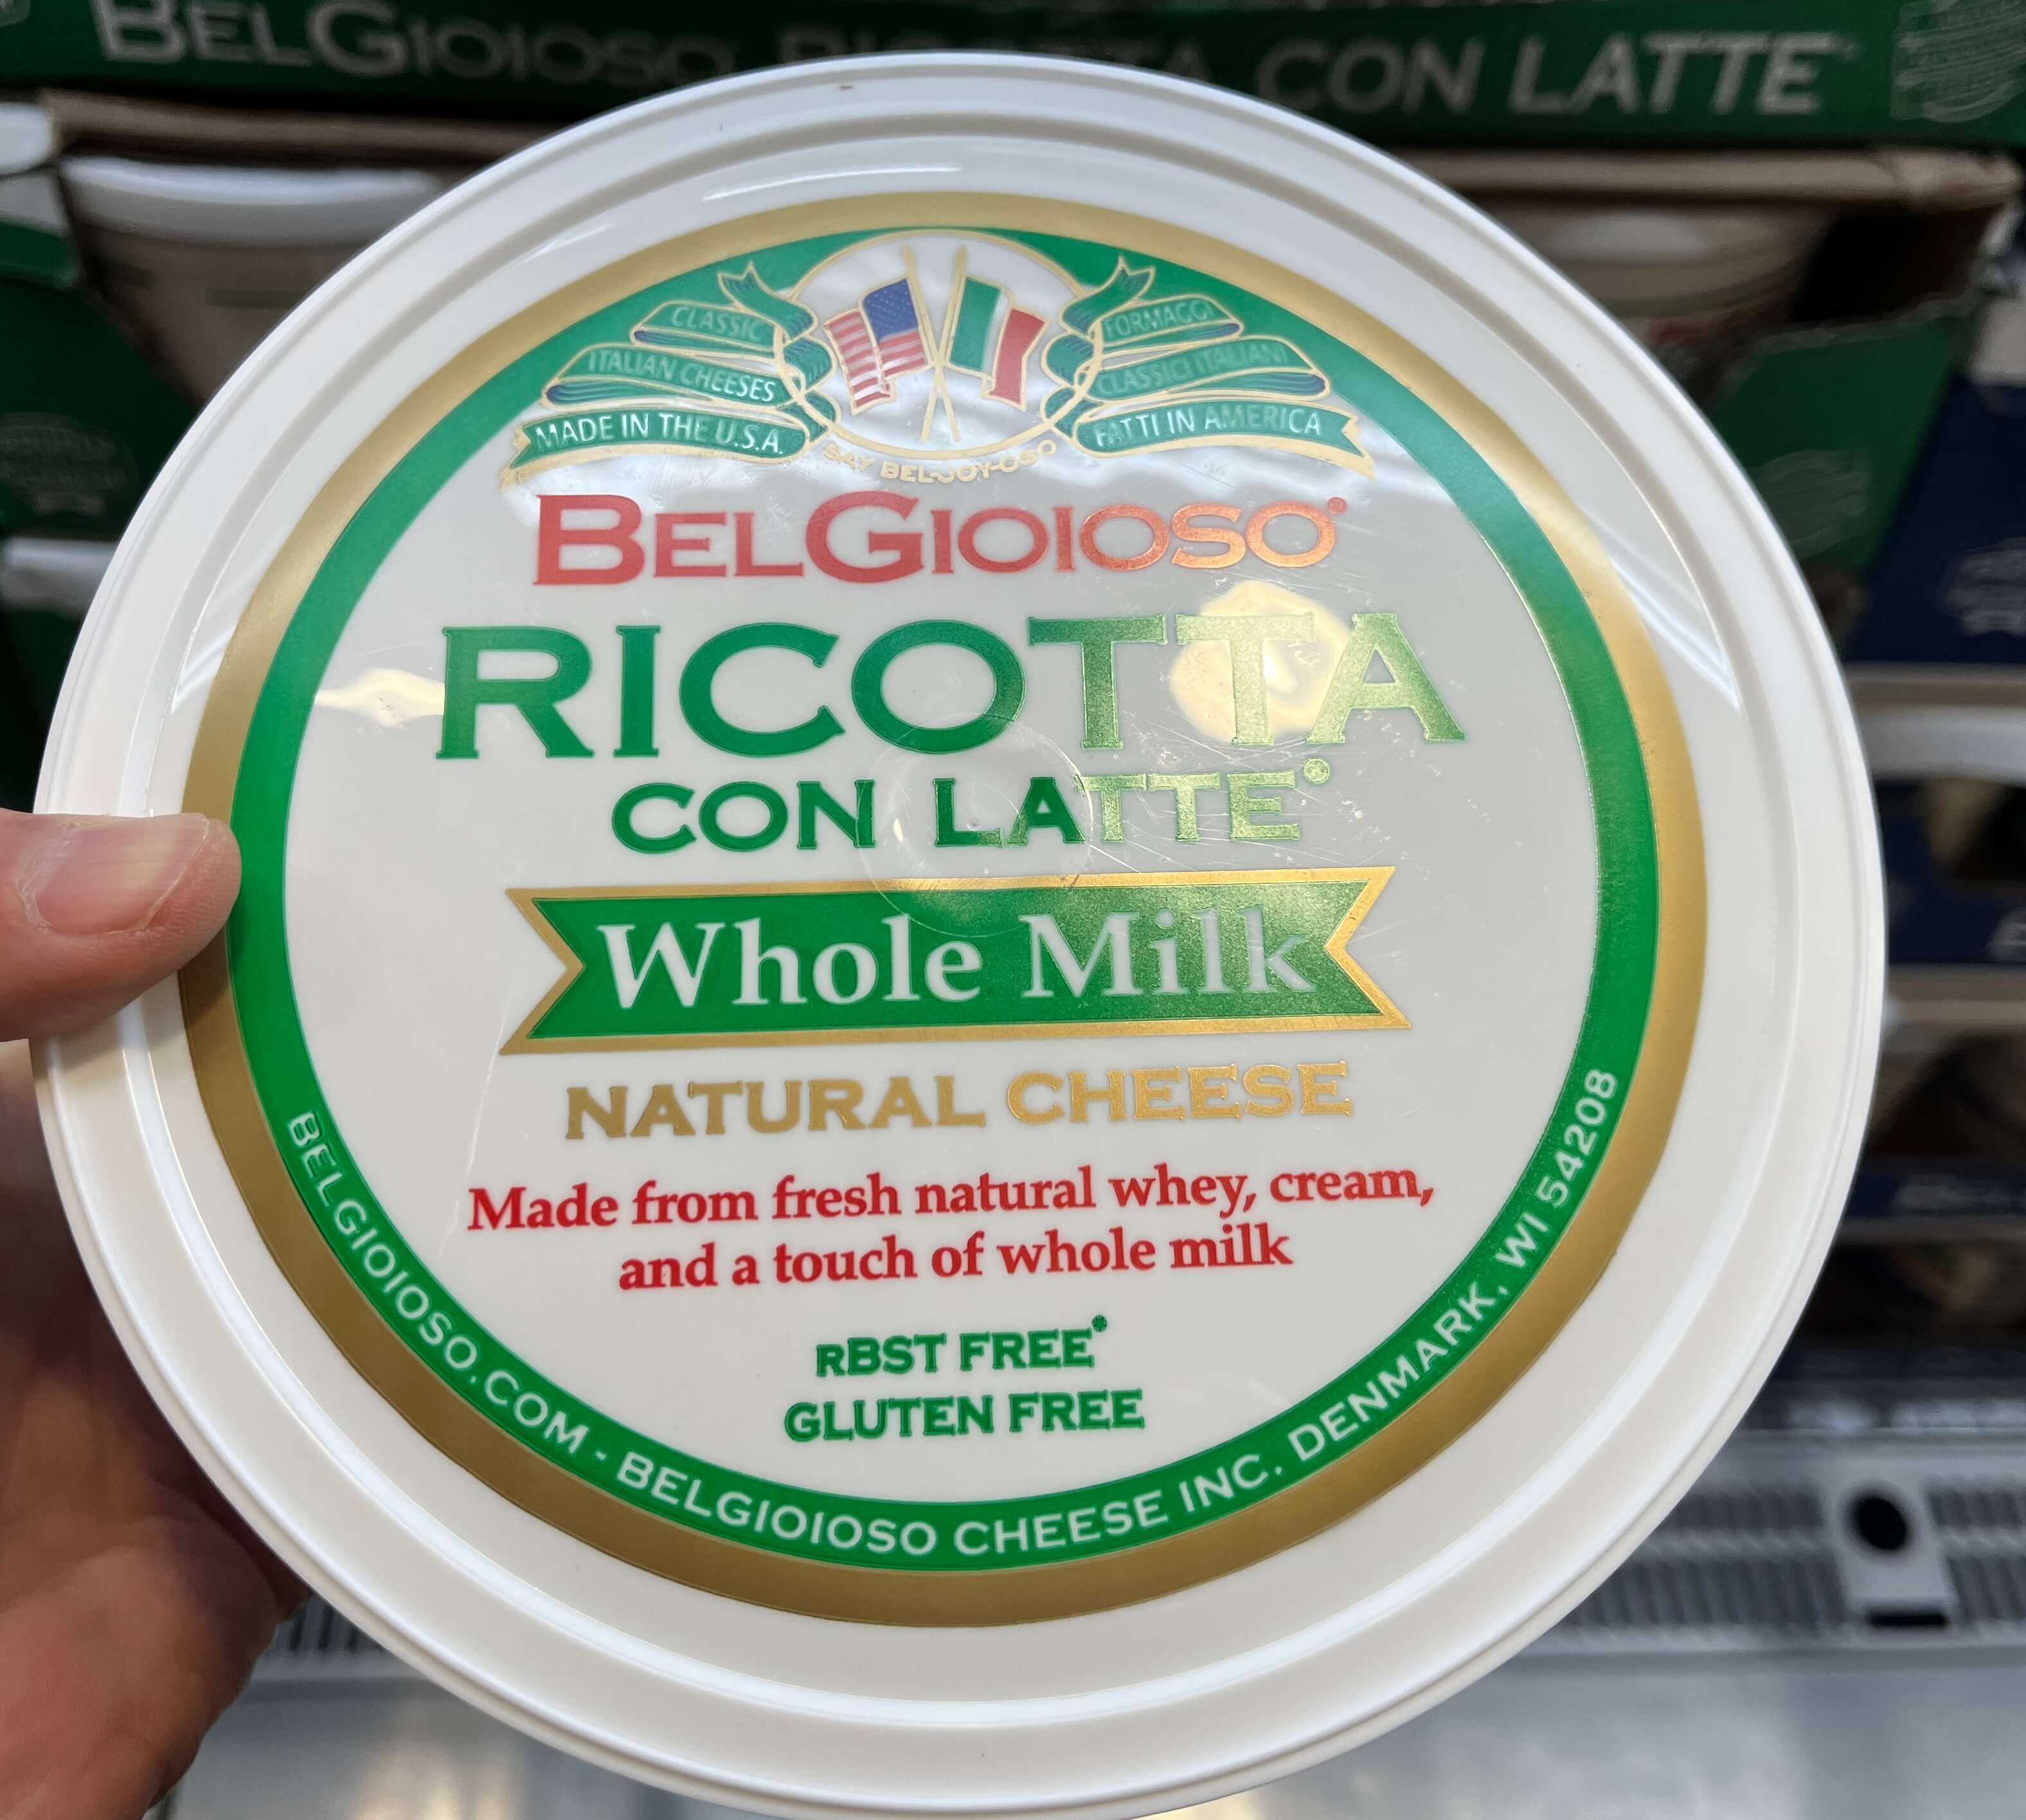 BELGIOIOSO RICOTTA CON LATTE
CLASSIC
ITALIAN CHEESES
MADE IN THE U.S.A.
FORMAGGI
CLASSICI ITALIANI
FATTI IN AMERICA
SAY BEL-JOY-OSO
BELGIOIOSO®
RICOTTA
CON LATTE®
Whole Milk
NATURAL CHEESE
Made from fresh natural whey, cream,
and a touch of whole milk
RBST FREE*
GLUTEN FREE
BELGIOIOSO.COM - BELGIOIOSO CHEESE INC. DENMARK, WI 54208